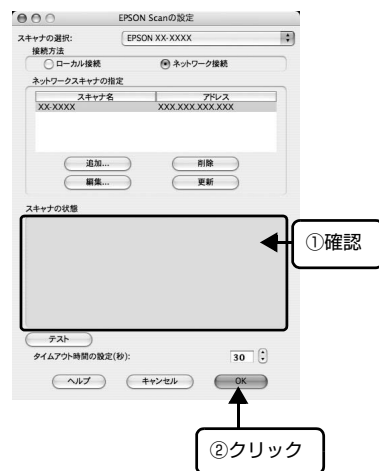 EPSON Scanの設定
スキャナの選択: EPSON XX-XXXX
接続方法
ローカル接続 ネットワーク接続
ネットワークスキャナの指定
スキャナ名 アドレス
XX-XXXX XXX.XXX.XXX.XXX
追加... 削除
編集... 更新
スキャナの状態
①確認
テスト
タイムアウト時間の設定(秒): 30
ヘルプ キャンセル OK
②クリック